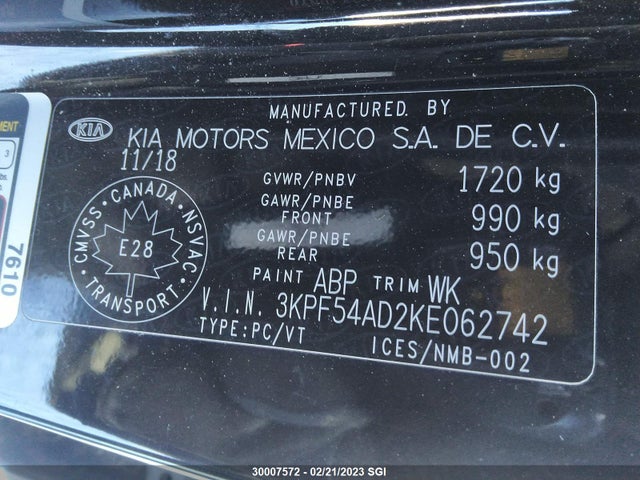 MANUFACTURED BY
KIA KIA MOTORS MEXICO S.A. DE C.V.
11/18
GVWR/PNBV 1720 kg
GAWR/PNBE
FRONT 990 kg
GAWR/PNBE
REAR 950 kg
CMVSS · CANADA · NSVAC
E28
TRANSPORT
PAINT ABP TRIM WK
V.I.N. 3KPF54AD2KE062742
TYPE:PC/VT ICES/NMB-002
MENT
3
7610
30007572 - 02/21/2023 SGI